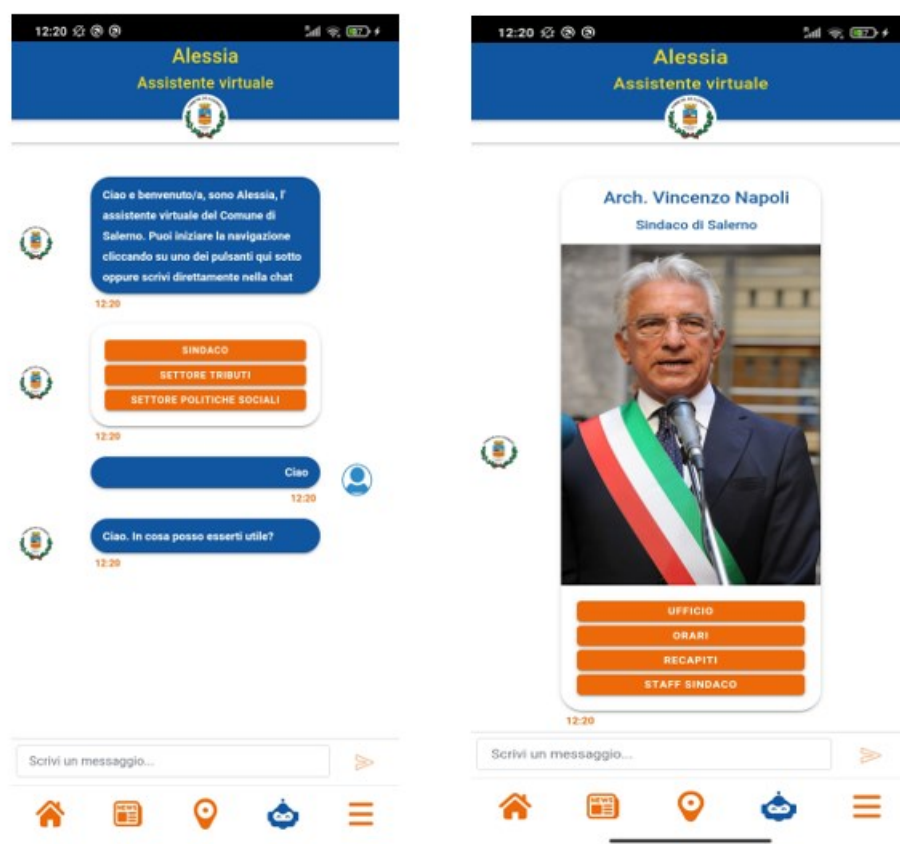 12:20
Alessia
Assistente virtuale
Ciao e benvenuto/a, sono Alessia, l'
assistente virtuale del Comune di
Salerno. Puoi iniziare la navigazione
cliccando su uno dei pulsanti qui sotto
oppure scrivi direttamente nella chat
12:20
SINDACO
SETTORE TRIBUTI
SETTORE POLITICHE SOCIALI
12:20
Ciao
12:20
Ciao. In cosa posso esserti utile?
12:20
Scrivi un messaggio...
NEWS
12:20
Alessia
Assistente virtuale
Arch. Vincenzo Napoli
Sindaco di Salerno
UFFICIO
ORARI
RECAPITI
STAFF SINDACO
12:20
Scrivi un messaggio...
NEWS